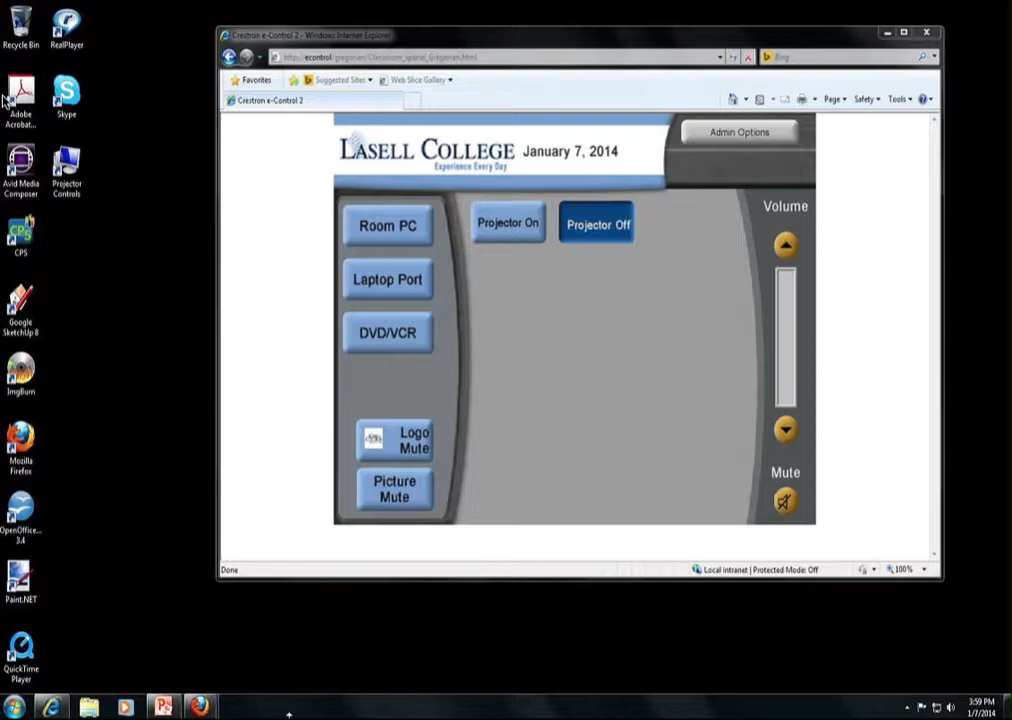 Recycle Bin
RealPlayer
Adobe
Acrobat...
Skype
Avid Media
Composer
Projector
Controls
CPS
Google
SketchUp 8
ImgBurn
Mozilla
Firefox
OpenOffice...
3.4
Paint.NET
QuickTime
Player
Crestron e-Control 2 - Windows Internet Explorer
Bing
Favorites
Suggested Sites
Web Slice Gallery
Crestron e-Control 2
Page
Safety
Tools
LASELL COLLEGE
Experience Every Day
January 7, 2014
Admin Options
Room PC
Projector On
Projector Off
Volume
Laptop Port
DVD/VCR
Logo
Mute
Picture
Mute
Mute
Done
Local intranet | Protected Mode: Off
100%
3:59 PM
1/7/2014